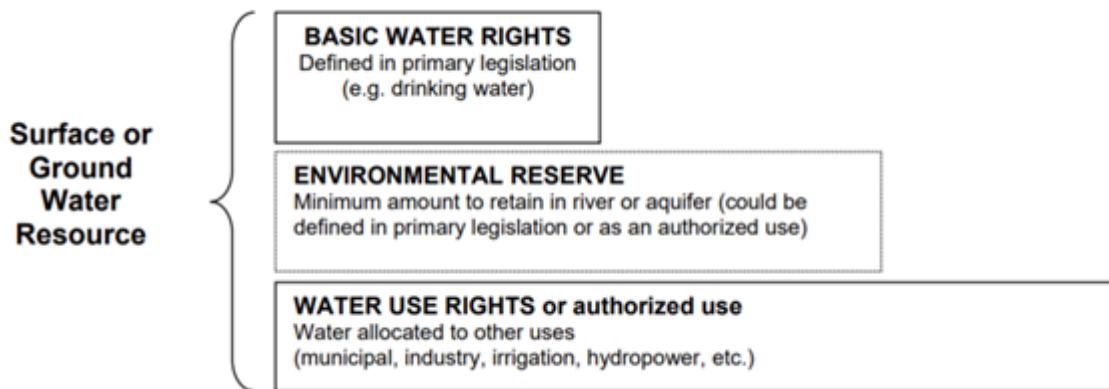 Surface or
Ground
Water
Resource
BASIC WATER RIGHTS
Defined in primary legislation
(e.g. drinking water)
ENVIRONMENTAL RESERVE
Minimum amount to retain in river or aquifer (could be
defined in primary legislation or as an authorized use)
WATER USE RIGHTS or authorized use
Water allocated to other uses
(municipal, industry, irrigation, hydropower, etc.)